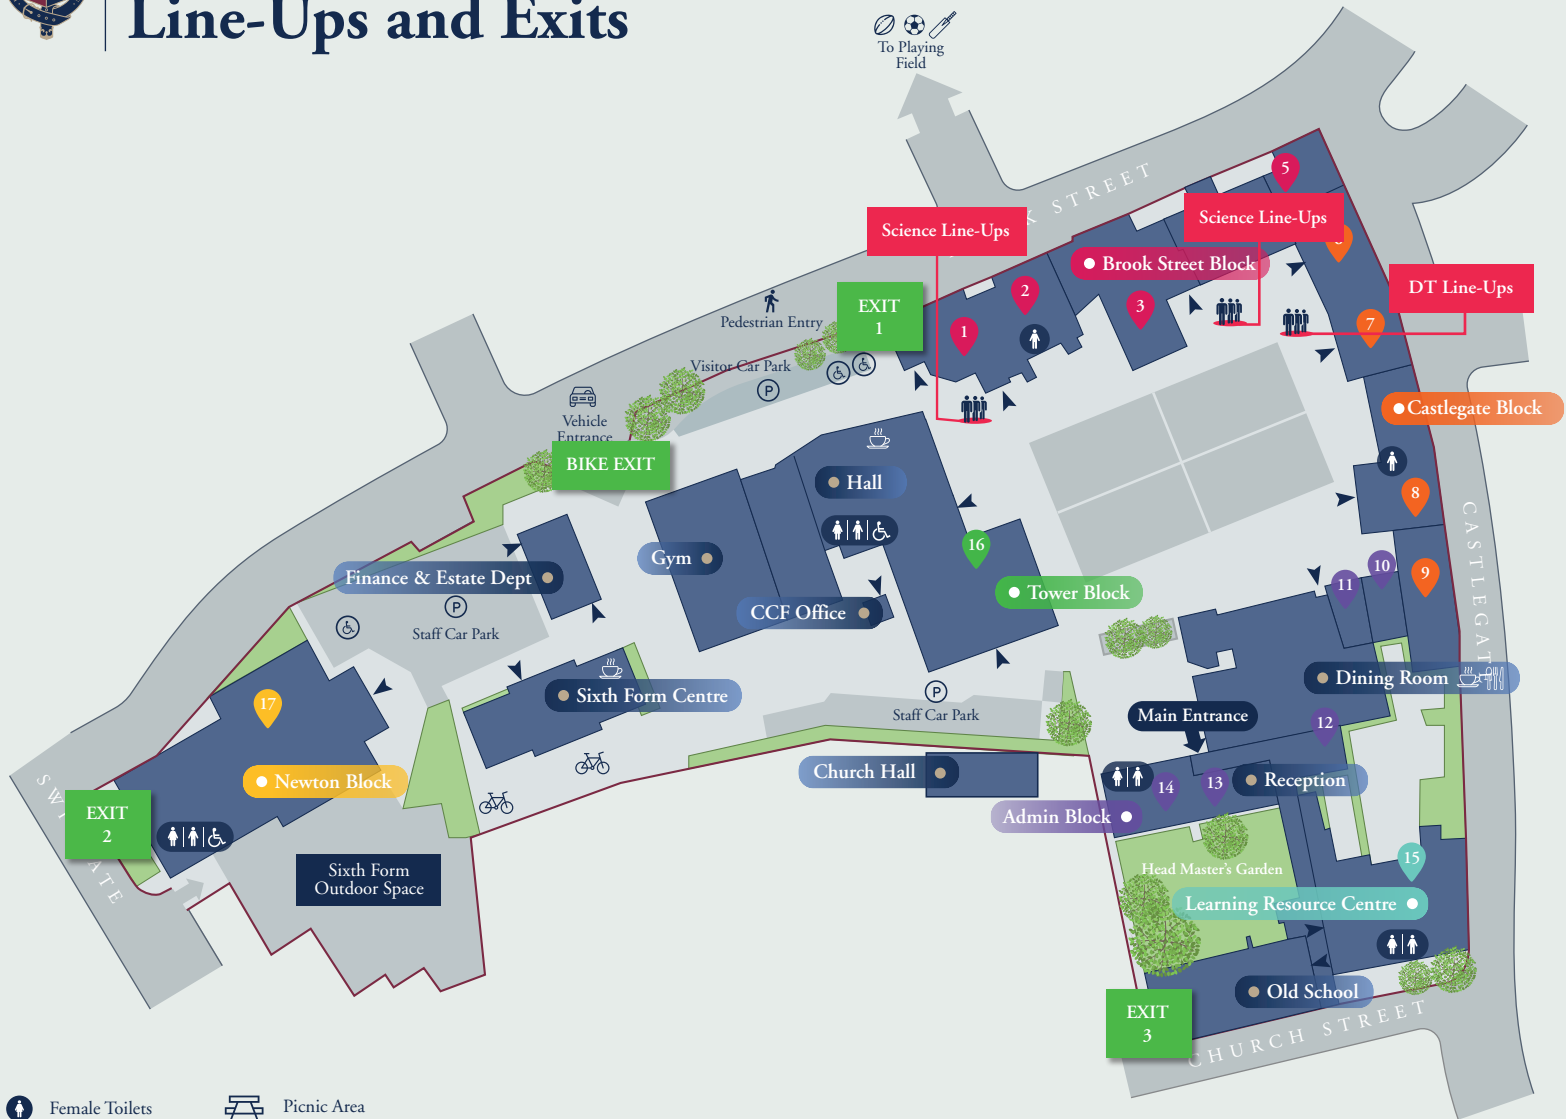 Line-Ups and Exits
To Playing
Field
STREET
5
Science Line-Ups
Science Line-Ups
Brook Street Block
DT Line-Ups
EXIT
1
Pedestrian Entry
1
2
3
7
Visitor Car Park
P
Vehicle
Entrance
BIKE EXIT
Castlegate Block
Hall
8
CASTLEGAT
16
Gym
Finance & Estate Dept
P
Staff Car Park
CCF Office
Tower Block
11
10
9
Sixth Form Centre
17
P
Staff Car Park
Dining Room
Main Entrance
12
Newton Block
Church Hall
14
13
Reception
Admin Block
EXIT
2
Sixth Form
Outdoor Space
15
Head Master's Garden
Learning Resource Centre
Old School
EXIT
3
CHURCH STREET
Female Toilets
Picnic Area